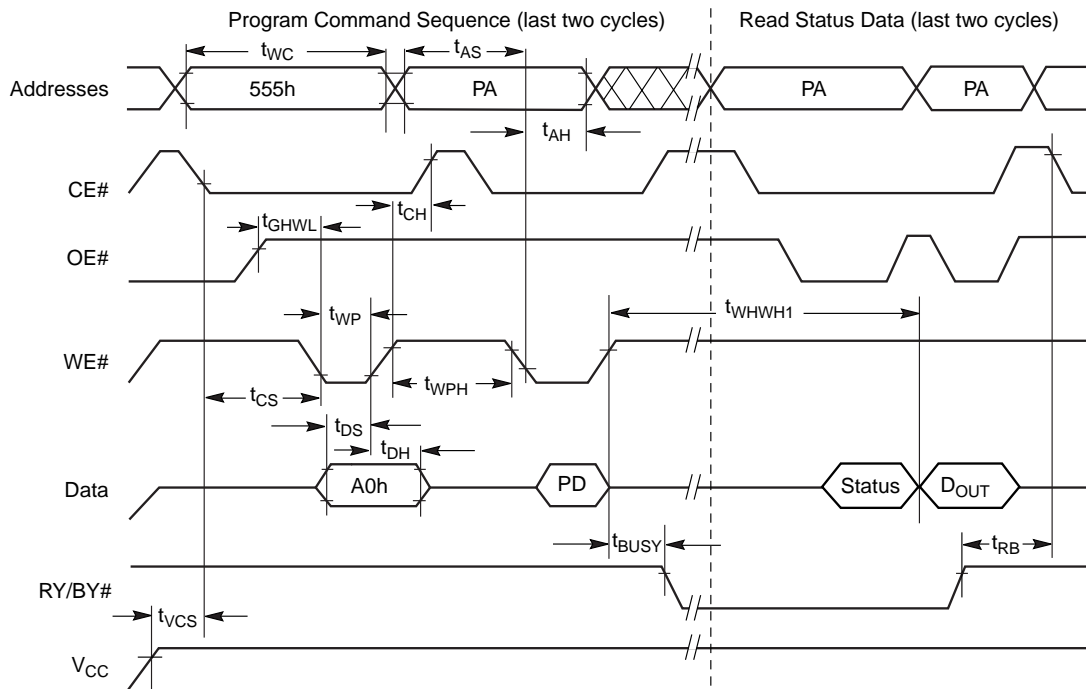 Program Command Sequence (last two cycles)
Read Status Data (last two cycles)
tWC
tAS
Addresses
555h
PA
PA
PA
tAH
CE#
tCH
tGHWL
OE#
tWP
tWHWH1
WE#
tCS
tWPH
tDS
tDH
Data
A0h
PD
Status
DOUT
tBUSY
tRB
RY/BY#
tVCS
VCC